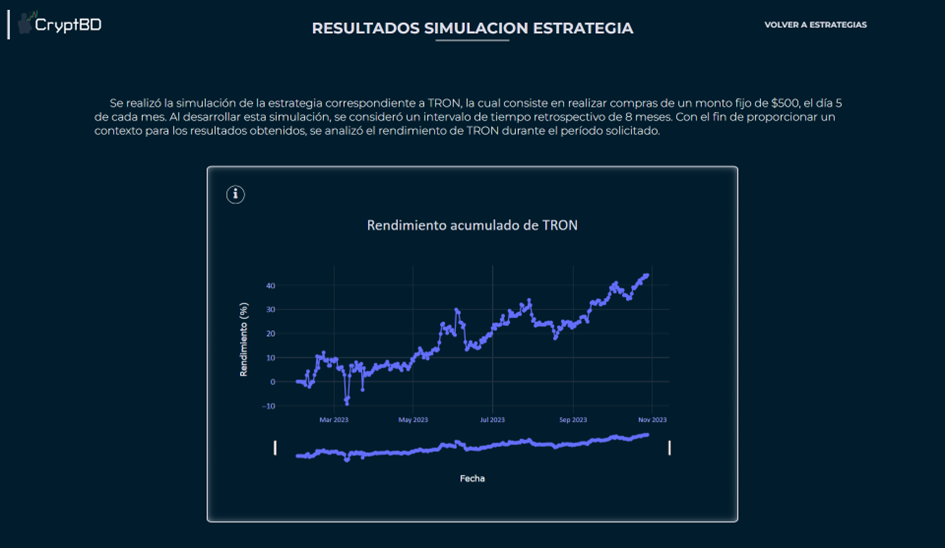 CryptBD
RESULTADOS SIMULACION ESTRATEGIA
VOLVER A ESTRATEGIAS
Se realizó la simulación de la estrategia correspondiente a TRON, la cual consiste en realizar compras de un monto fijo de $500, el día 5
de cada mes. Al desarrollar esta simulación, se consideró un intervalo de tiempo retrospectivo de 8 meses. Con el fin de proporcionar un
contexto para los resultados obtenidos, se analizó el rendimiento de TRON durante el período solicitado.
i
Rendimiento acumulado de TRON
Rendimiento (%)
40
30
20
10
0
−10
Mar 2023 May 2023 Jul 2023 Sep 2023 Nov 2023
Fecha